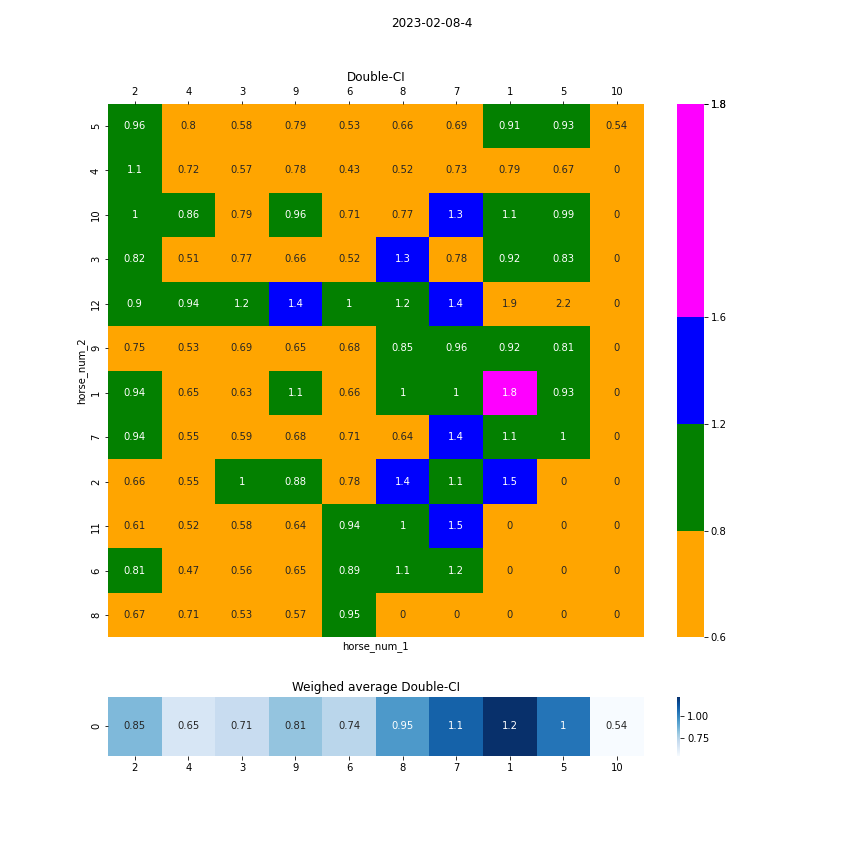 2023-02-08-4
Double-CI
2 4 3 9 6 8 7 1 5 10
5 0.96 0.8 0.58 0.79 0.53 0.66 0.69 0.91 0.93 0.54
4 1.1 0.72 0.57 0.78 0.43 0.52 0.73 0.79 0.67 0
10 1 0.86 0.79 0.96 0.71 0.77 1.3 1.1 0.99 0
3 0.82 0.51 0.77 0.66 0.52 1.3 0.78 0.92 0.83 0
12 0.9 0.94 1.2 1.4 1 1.2 1.4 1.9 2.2 0
9 0.75 0.53 0.69 0.65 0.68 0.85 0.96 0.92 0.81 0
1 0.94 0.65 0.63 1.1 0.66 1 1 1.8 0.93 0
7 0.94 0.55 0.59 0.68 0.71 0.64 1.4 1.1 1 0
2 0.66 0.55 1 0.88 0.78 1.4 1.1 1.5 0 0
11 0.61 0.52 0.58 0.64 0.94 1 1.5 0 0 0
6 0.81 0.47 0.56 0.65 0.89 1.1 1.2 0 0 0
8 0.67 0.71 0.53 0.57 0.95 0 0 0 0 0
horse_num_2
horse_num_1
1.8
1.6
1.2
0.8
0.6
Weighed average Double-CI
0 0.85 0.65 0.71 0.81 0.74 0.95 1.1 1.2 1 0.54
2 4 3 9 6 8 7 1 5 10
1.00
0.75